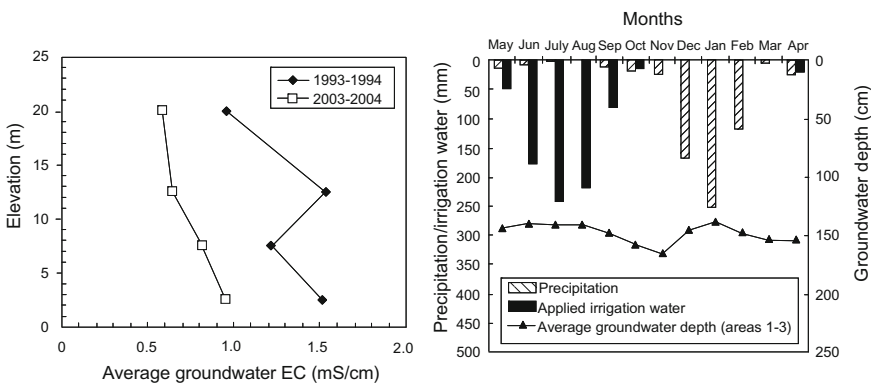 25
20
15
10
5
0
Elevation (m)
1993-1994
2003-2004
0 0.5 1.0 1.5 2.0
Average groundwater EC (mS/cm)
Months
May Jun July Aug Sep Oct Nov Dec Jan Feb Mar Apr
0
50
100
150
200
250
300
350
400
450
500
Precipitation/irrigation water (mm)
Precipitation
Applied irrigation water
Average groundwater depth (areas 1-3)
0
50
100
150
200
250
Groundwater depth (cm)